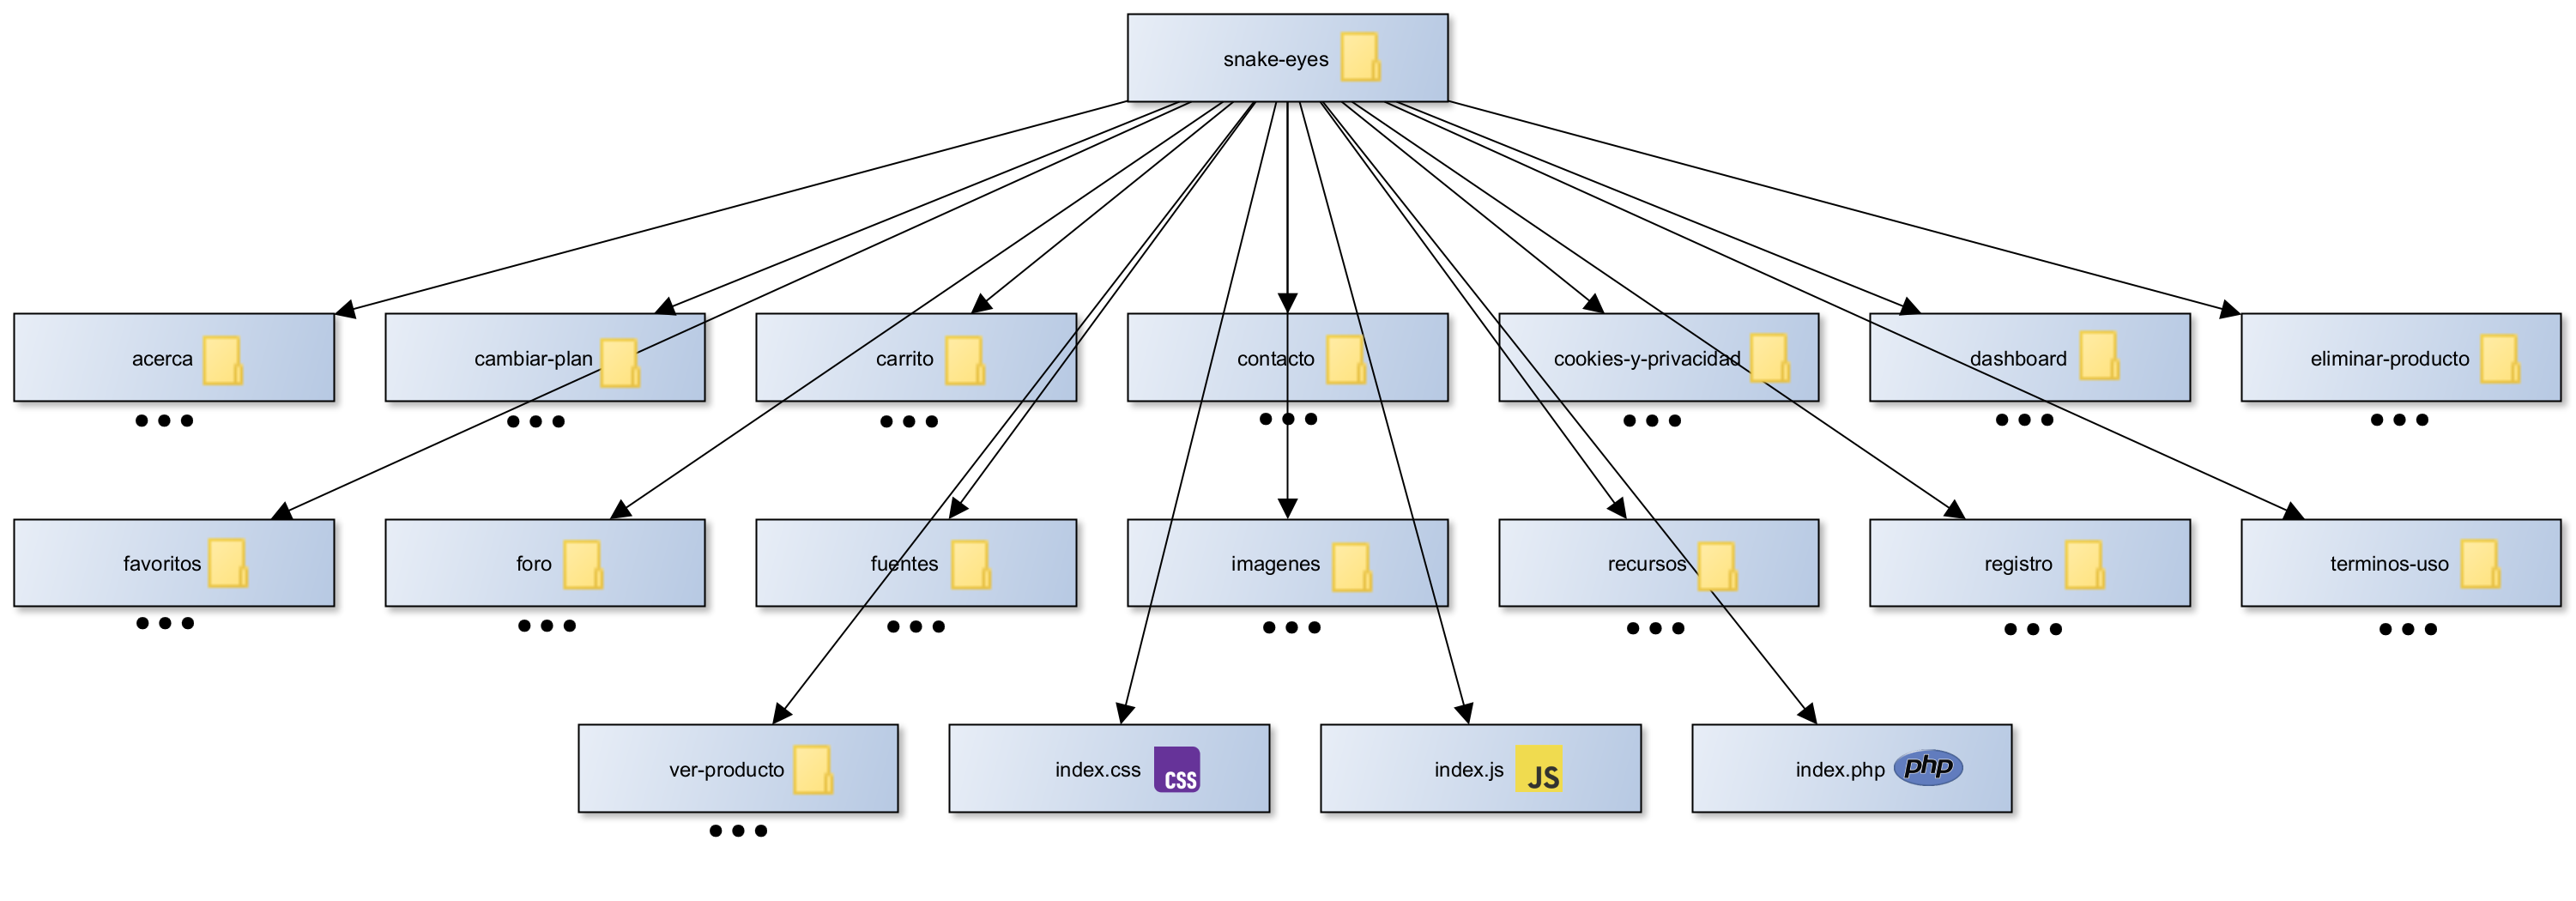 snake-eyes
acerca
cambiar-plan
carrito
contacto
cookies-y-privacidad
dashboard
eliminar-producto
favoritos
foro
fuentes
imagenes
recursos
registro
terminos-uso
ver-producto
index.css CSS
index.js JS
index.php php